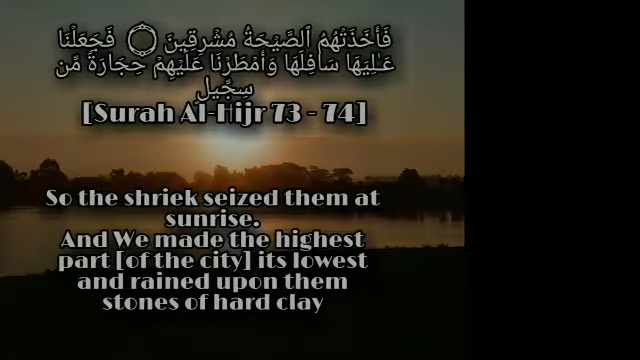 فَأَخَذَتْهُمُ ٱلصَّيْحَةُ مُشْرِقِينَ ۝ فَجَعَلْنَا
عَـٰلِيَهَا سَافِلَهَا وَأَمْطَرْنَا عَلَيْهِمْ حِجَارَةً مِّن
سِجِّيلٍ
[Surah Al-Hijr 73 - 74]
So the shriek seized them at
sunrise.
And We made the highest
part [of the city] its lowest
and rained upon them
stones of hard clay